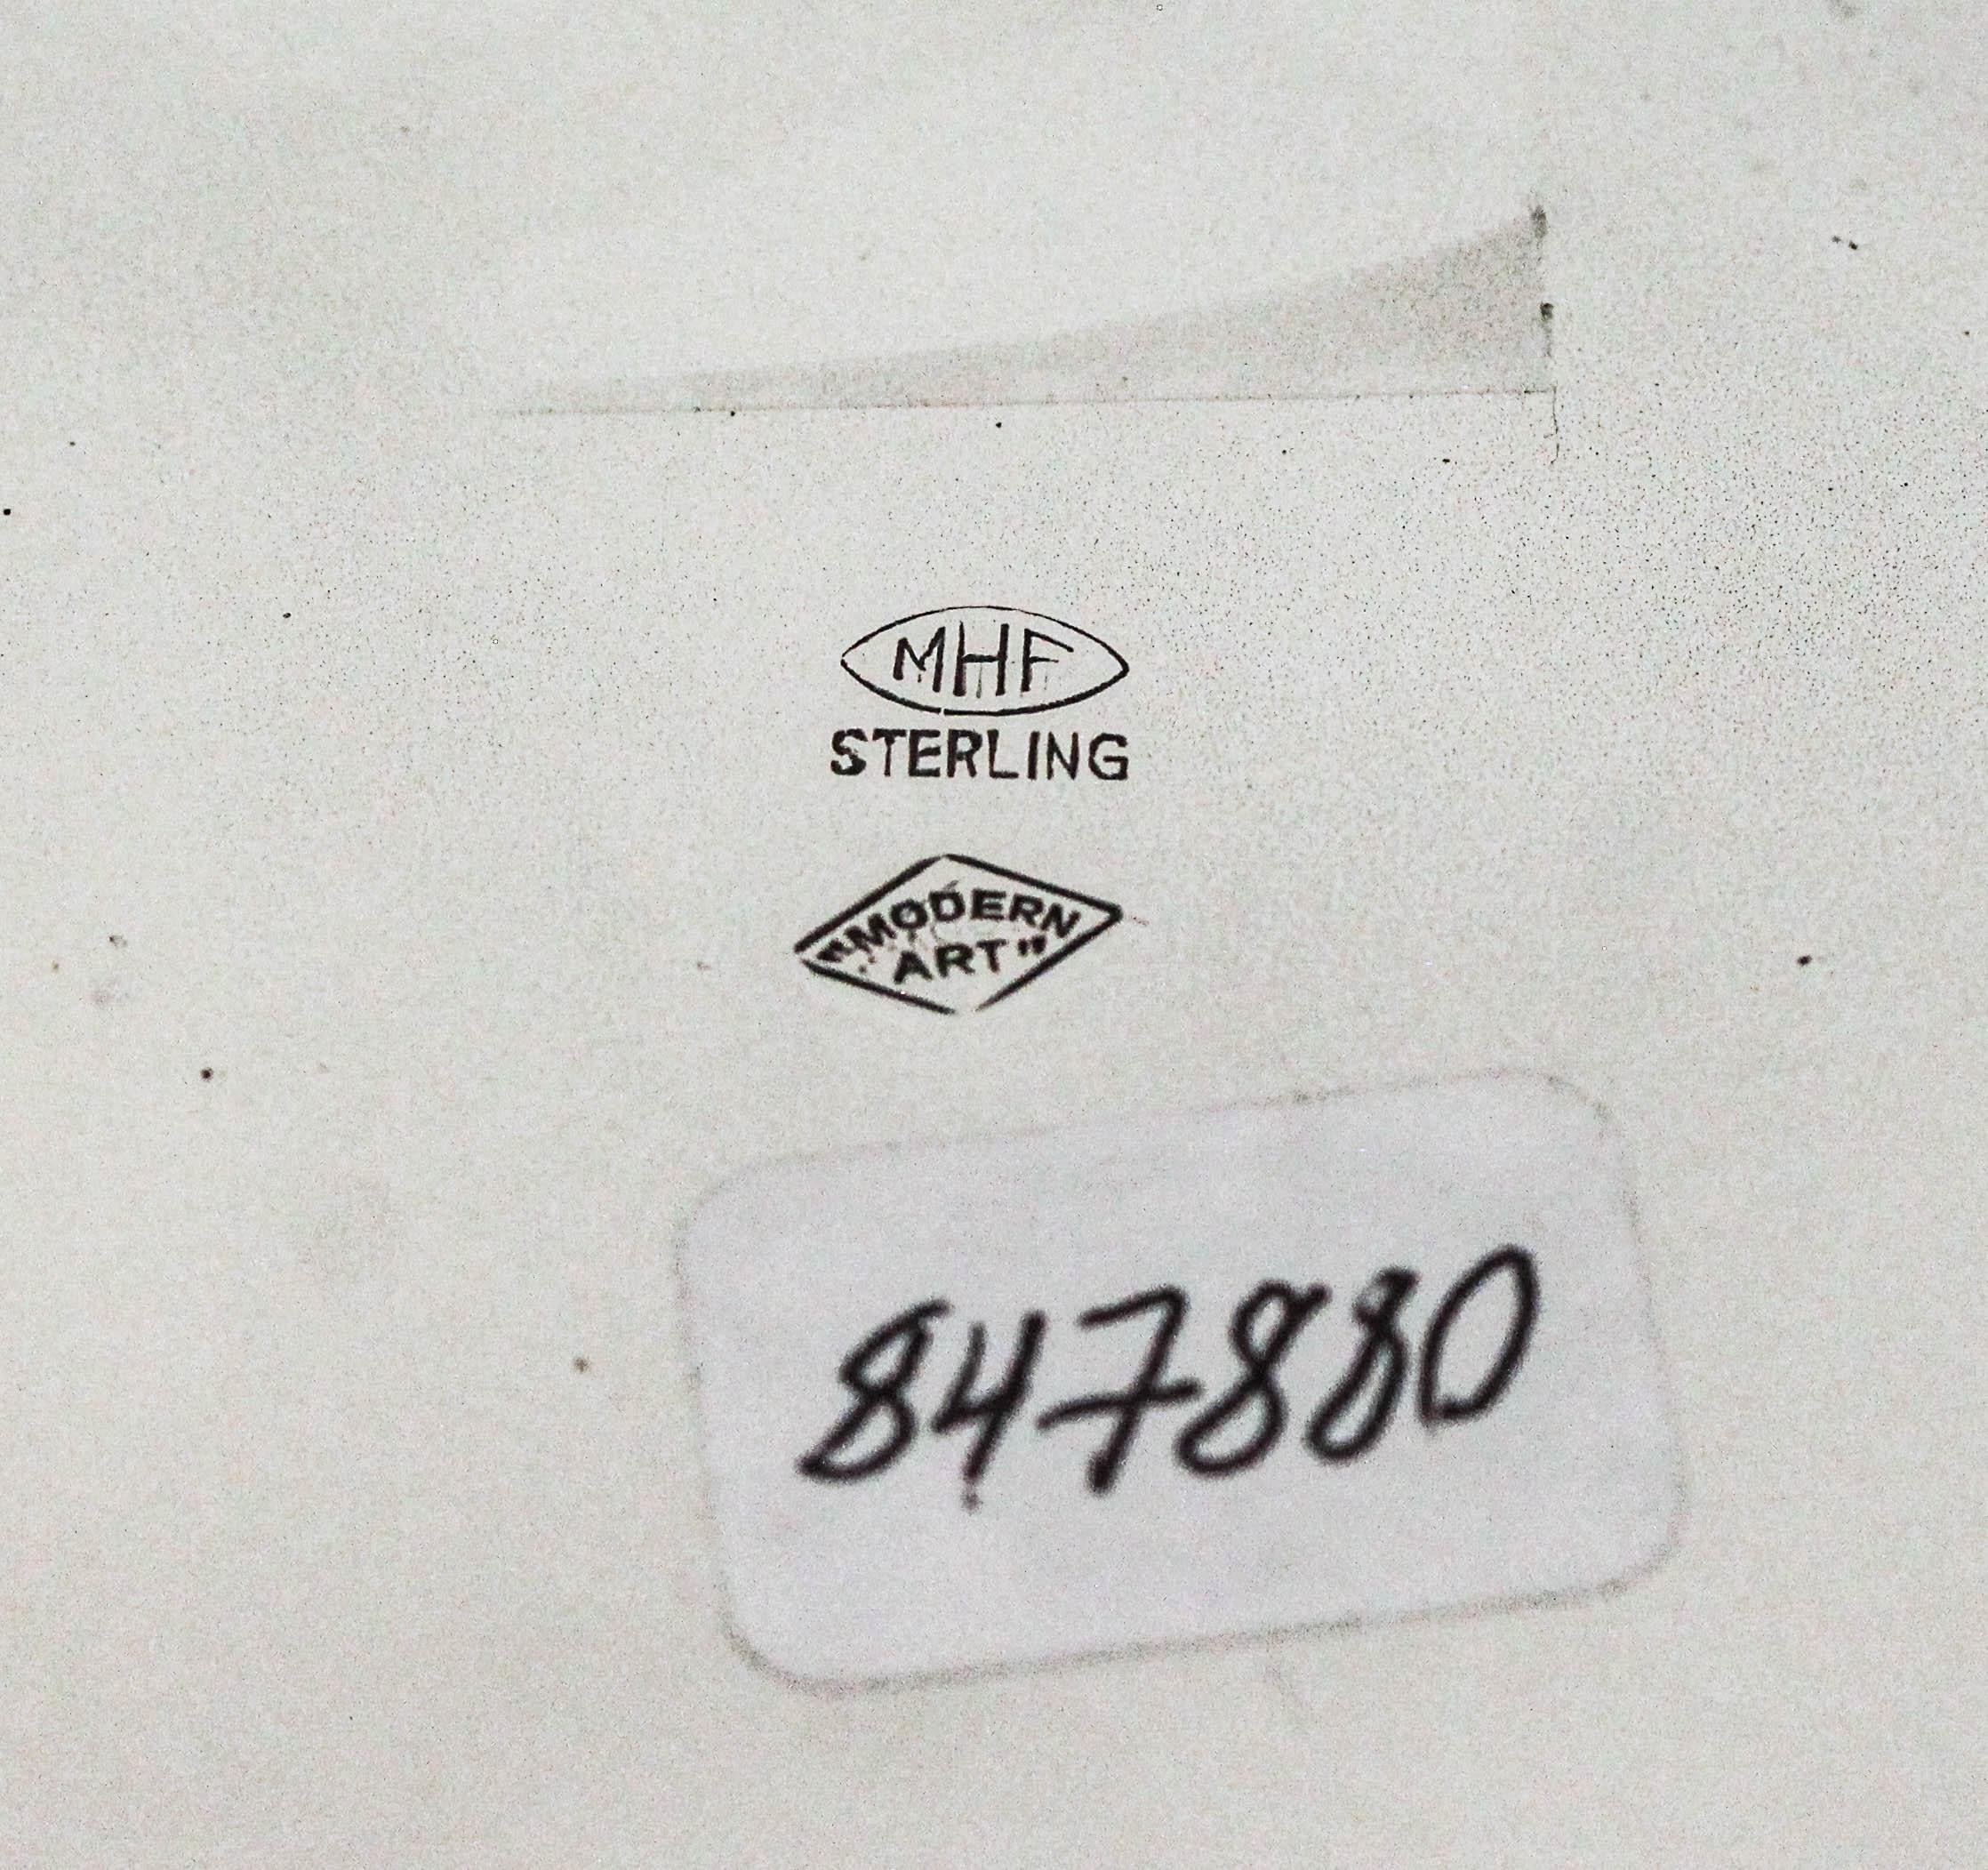 MHF
STERLING
"MODERN
ART"
847880